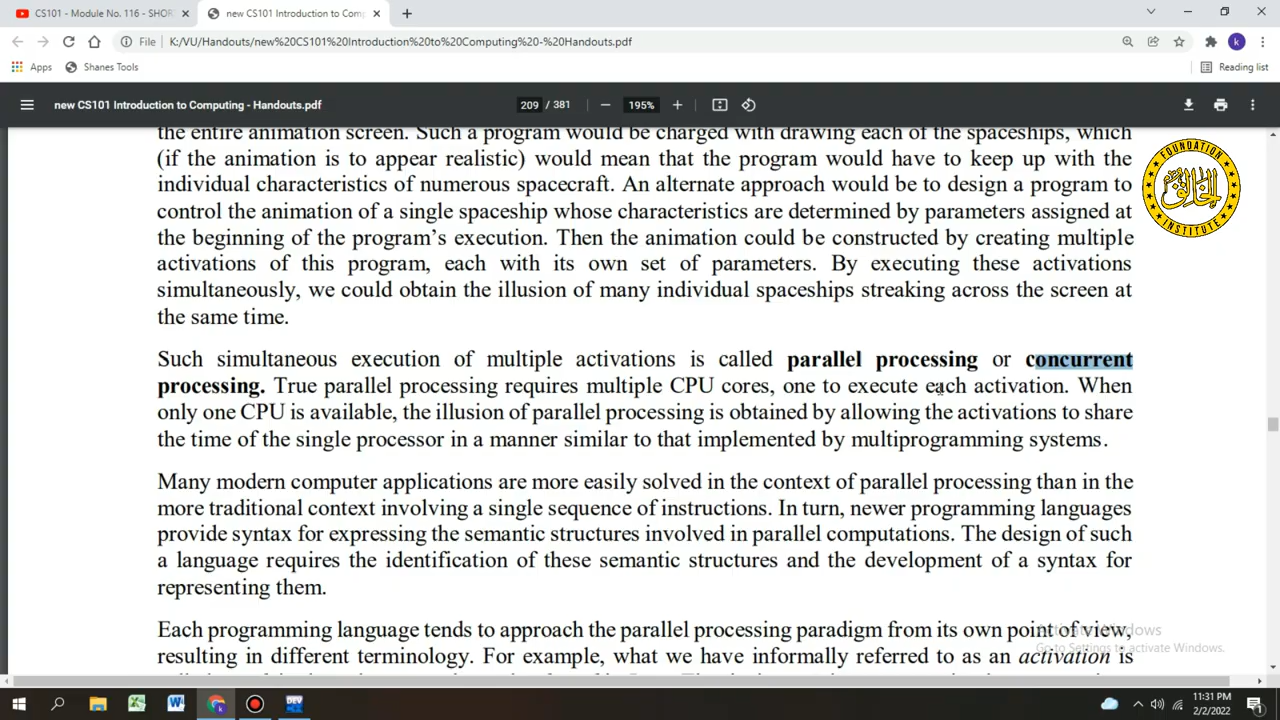 CS101 - Module No. 116 - SHOR
new CS101 Introduction to Comp
File
K:/VU/Handouts/new%20CS101%20Introduction%20to%20Computing%20-%20Handouts.pdf
k
Apps
Shanes Tools
Reading list
new CS101 Introduction to Computing - Handouts.pdf
209 / 381
195%
the entire animation screen. Such a program would be charged with drawing each of the spaceships, which
(if the animation is to appear realistic) would mean that the program would have to keep up with the
individual characteristics of numerous spacecraft. An alternate approach would be to design a program to
control the animation of a single spaceship whose characteristics are determined by parameters assigned at
the beginning of the program’s execution. Then the animation could be constructed by creating multiple
activations of this program, each with its own set of parameters. By executing these activations
simultaneously, we could obtain the illusion of many individual spaceships streaking across the screen at
the same time.
FOUNDATION
الخالق
INSTITUTE
Such simultaneous execution of multiple activations is called parallel processing or concurrent
processing. True parallel processing requires multiple CPU cores, one to execute each activation. When
only one CPU is available, the illusion of parallel processing is obtained by allowing the activations to share
the time of the single processor in a manner similar to that implemented by multiprogramming systems.
Many modern computer applications are more easily solved in the context of parallel processing than in the
more traditional context involving a single sequence of instructions. In turn, newer programming languages
provide syntax for expressing the semantic structures involved in parallel computations. The design of such
a language requires the identification of these semantic structures and the development of a syntax for
representing them.
Each programming language tends to approach the parallel processing paradigm from its own point of view,
resulting in different terminology. For example, what we have informally referred to as an activation is
Activate Windows
Go to Settings to activate Windows.
DEV
11:31 PM
2/2/2022
1